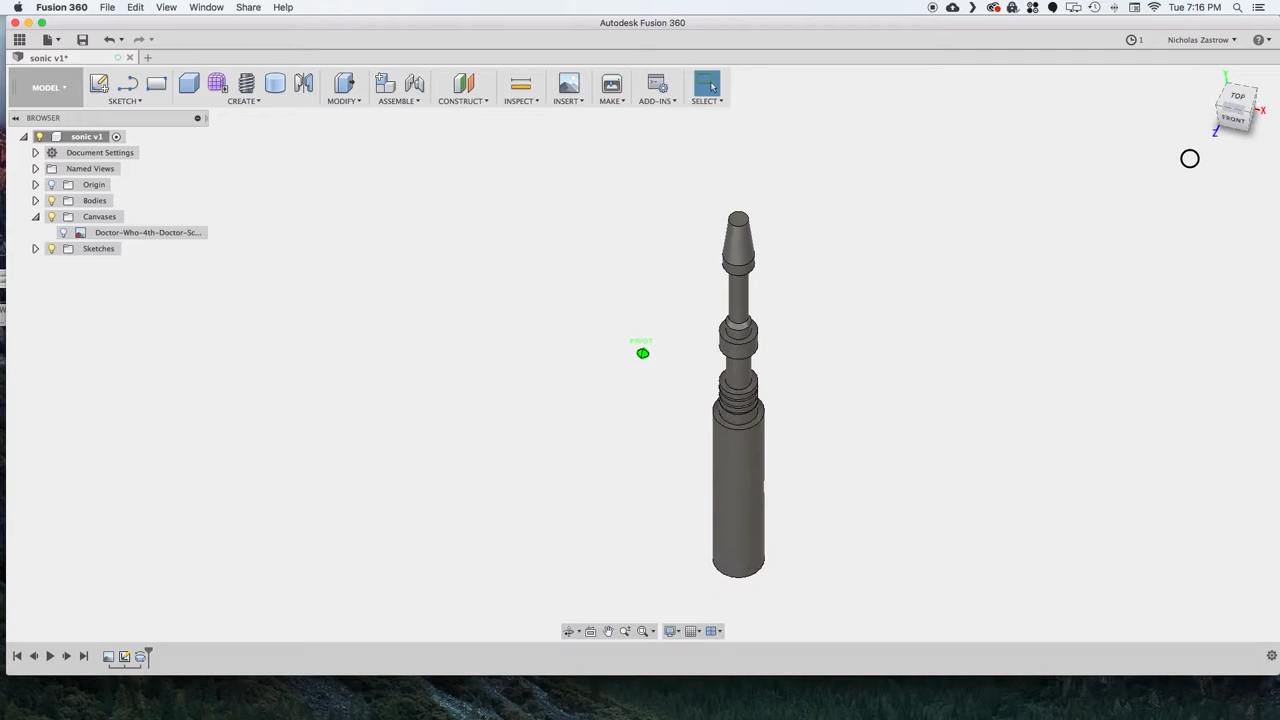 Fusion 360 File Edit View Window Share Help Tue 7:16 PM
Autodesk Fusion 360
1 Nicholas Zastrow
sonic v1*
MODEL SKETCH CREATE MODIFY ASSEMBLE CONSTRUCT INSPECT INSERT MAKE ADD-INS SELECT
BROWSER
sonic v1
Document Settings
Named Views
Origin
Bodies
Canvases
Doctor-Who-4th-Doctor-Sc...
Sketches
Y
TOP
X
FRONT
Z
PIVOT